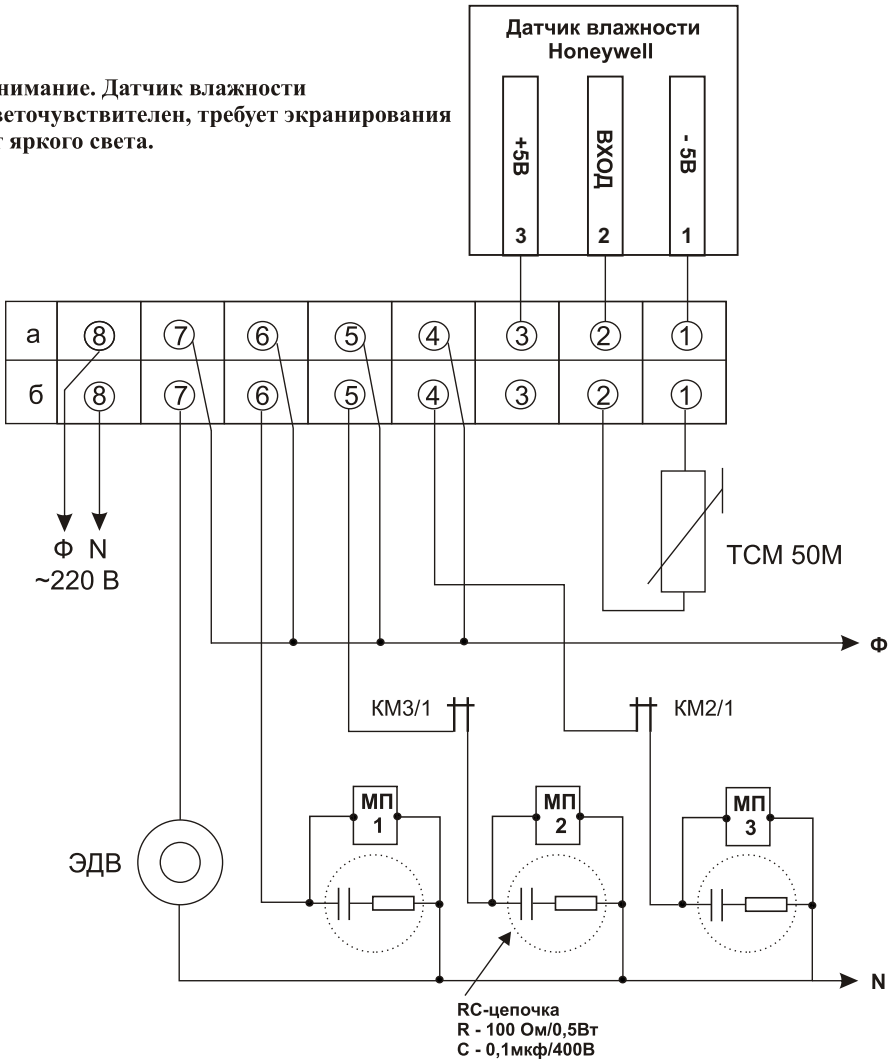 Датчик влажности
Honeywell
нимание. Датчик влажности
веточувствителен, требует экранирования
т яркого света.
+5В
ВХОД
- 5В
3
2
1
а 8 7 6 5 4 3 2 1
б 8 7 6 5 4 3 2 1
Ф N
~220 В
ТСМ 50М
Ф
КМ3/1
КМ2/1
МП
1
МП
2
МП
3
ЭДВ
N
RC-цепочка
R - 100 Ом/0,5Вт
С - 0,1мкф/400В